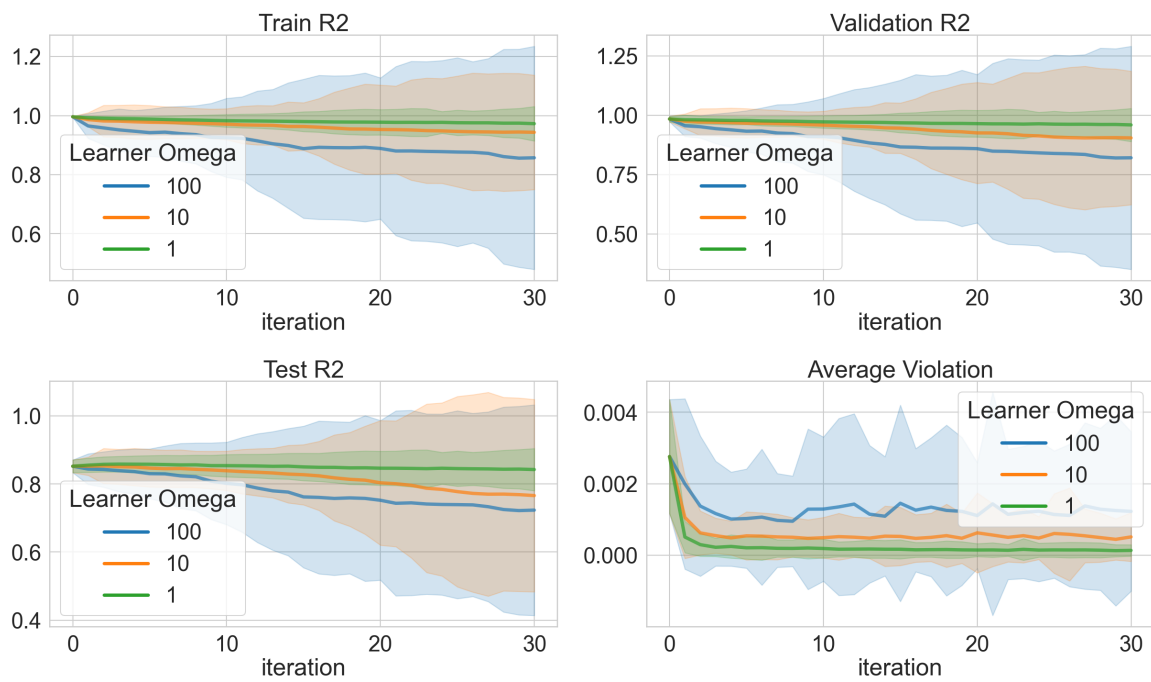 Train R2
1.2
1.0
0.8
0.6
Learner Omega
100
10
1
0 10 20 30
iteration
Validation R2
1.25
1.00
0.75
0.50
Learner Omega
100
10
1
0 10 20 30
iteration
Test R2
1.0
0.8
0.6
0.4
Learner Omega
100
10
1
0 10 20 30
iteration
Average Violation
0.004
0.002
0.000
Learner Omega
100
10
1
0 10 20 30
iteration